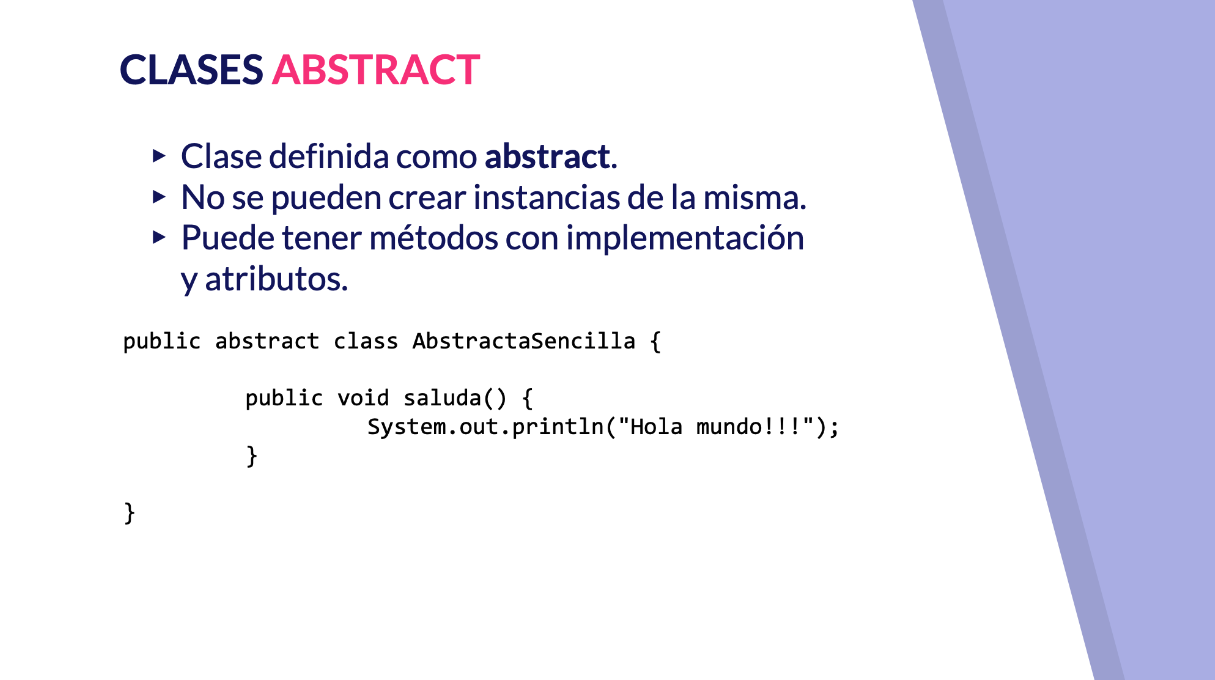 CLASES ABSTRACT
▸ Clase definida como abstract.
▸ No se pueden crear instancias de la misma.
▸ Puede tener métodos con implementación
y atributos.
public abstract class AbstractaSencilla {
public void saluda() {
System.out.println("Hola mundo!!!");
}
}